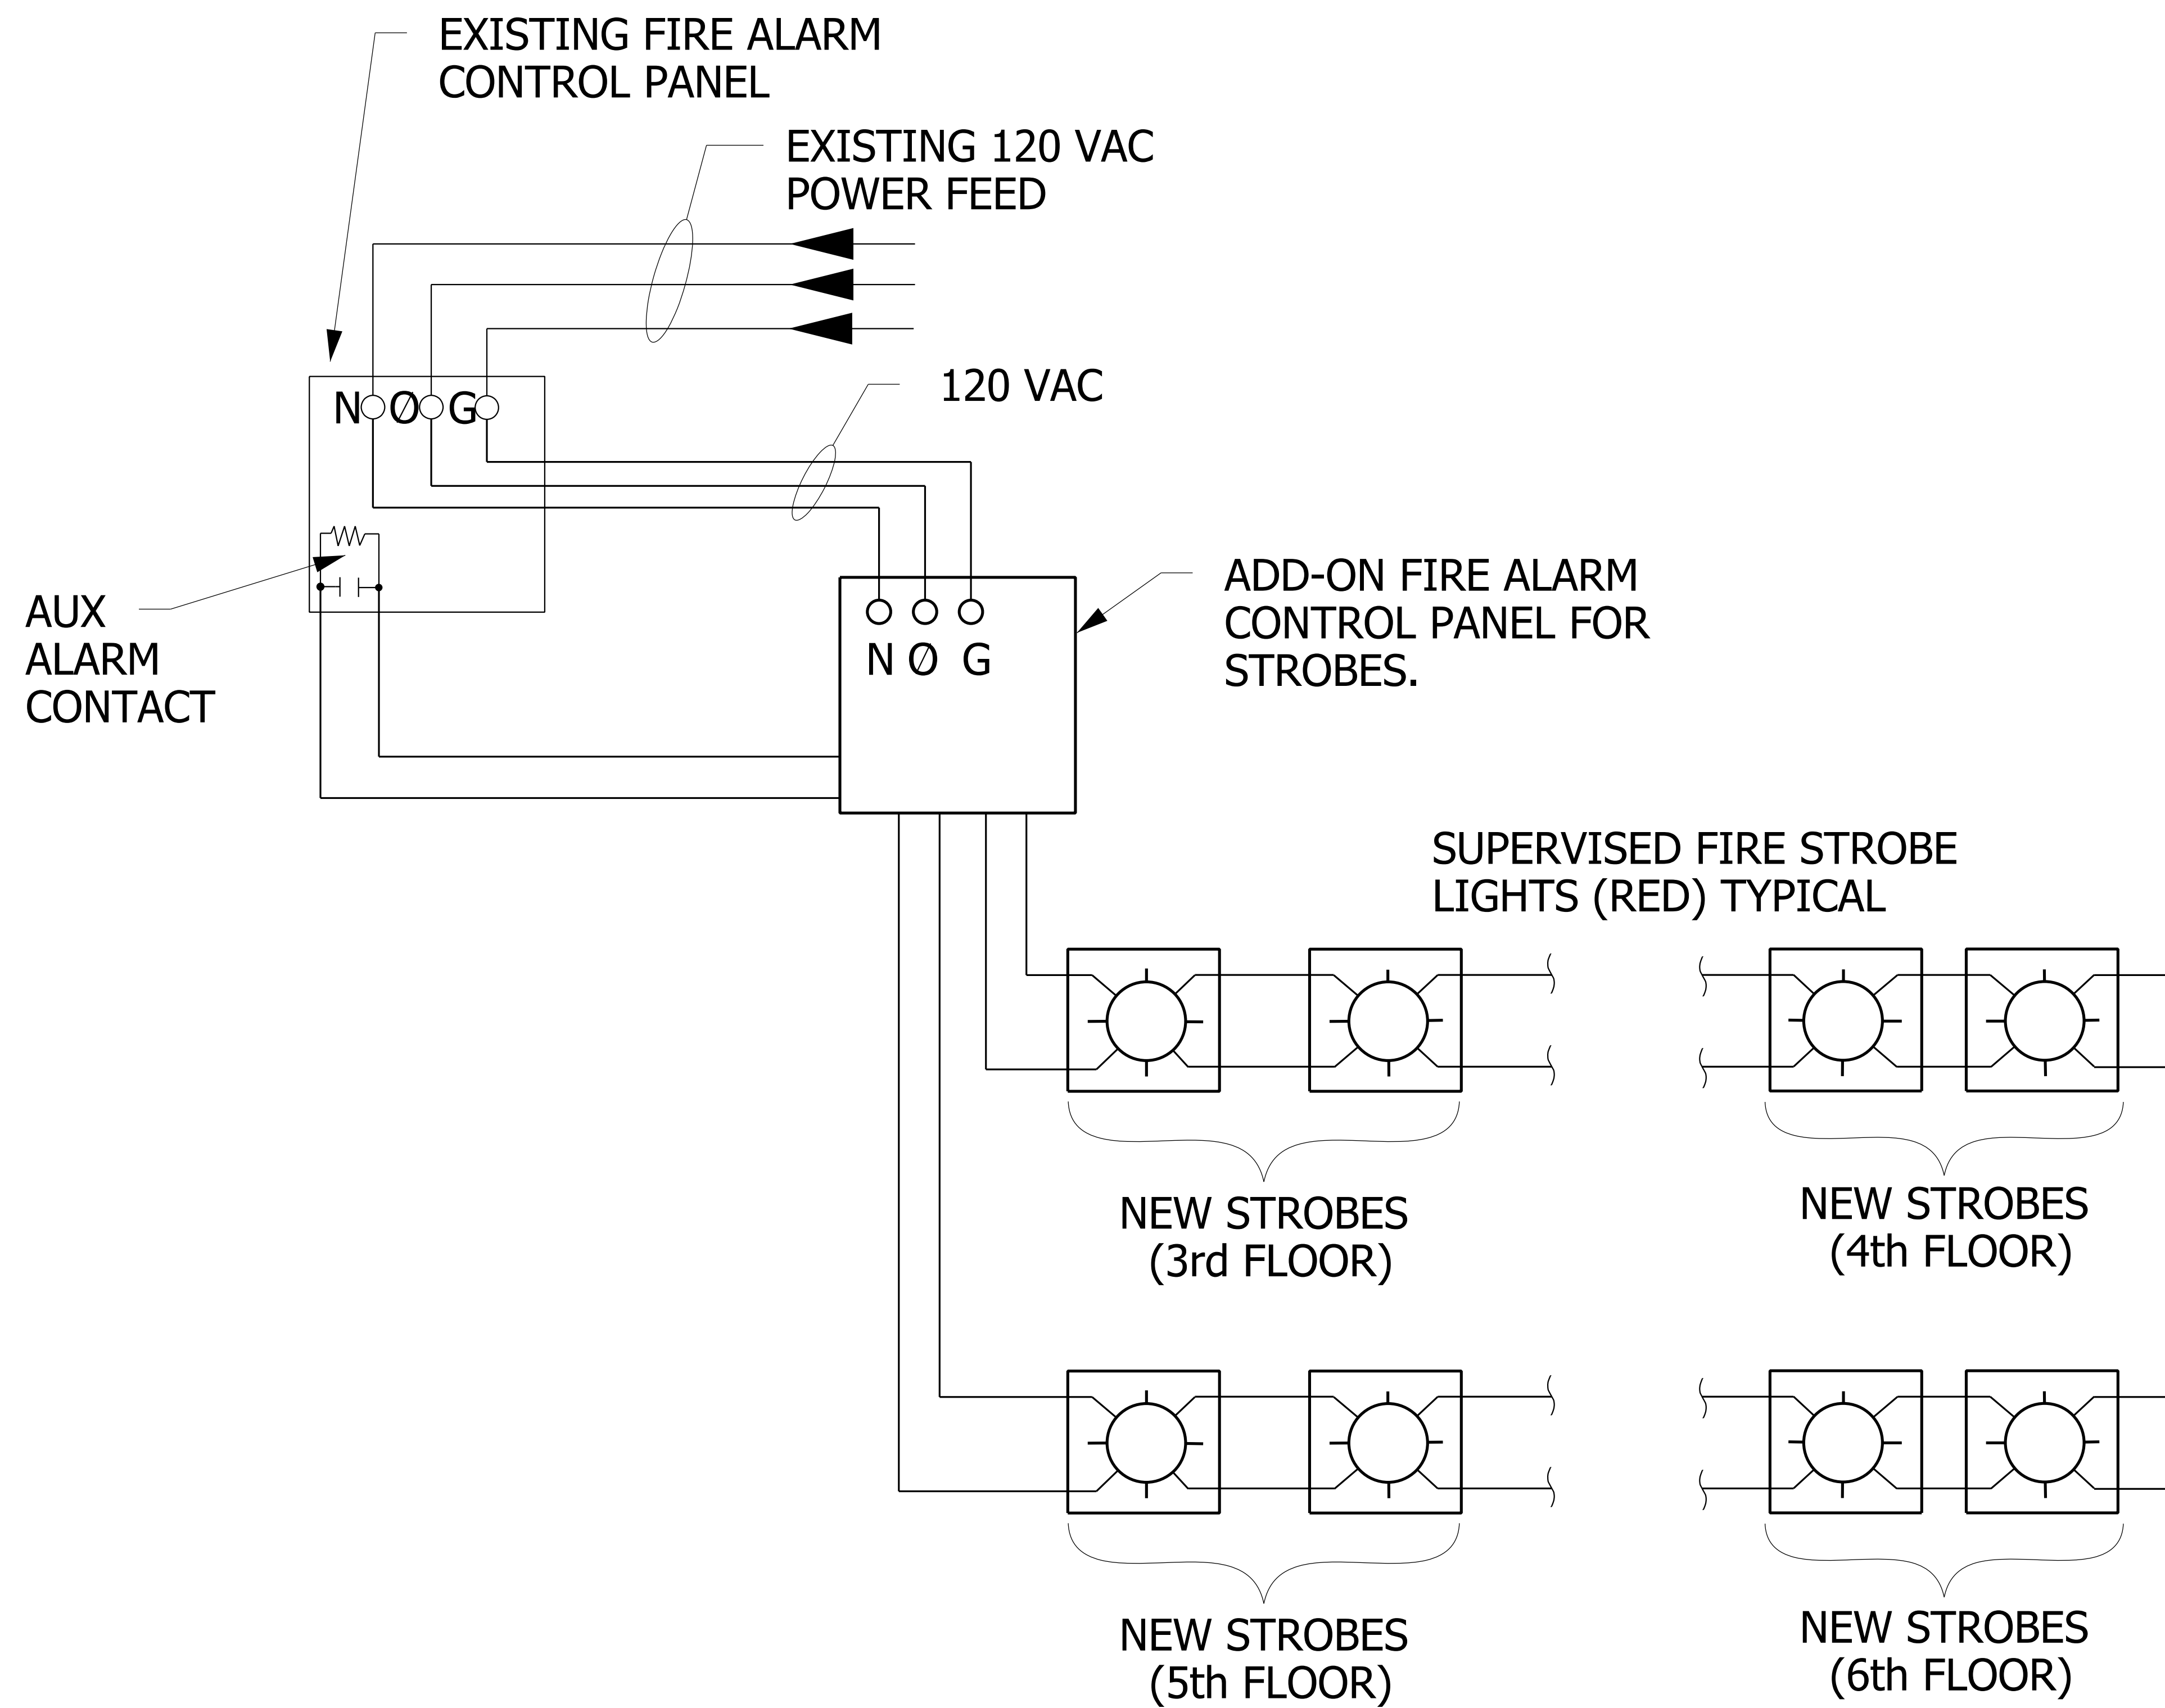 EXISTING FIRE ALARM
CONTROL PANEL
EXISTING 120 VAC
POWER FEED
120 VAC
N Ø G
AUX
ALARM
CONTACT
ADD-ON FIRE ALARM
CONTROL PANEL FOR
STROBES.
N Ø G
SUPERVISED FIRE STROBE
LIGHTS (RED) TYPICAL
NEW STROBES
(3rd FLOOR)
NEW STROBES
(4th FLOOR)
NEW STROBES
(5th FLOOR)
NEW STROBES
(6th FLOOR)